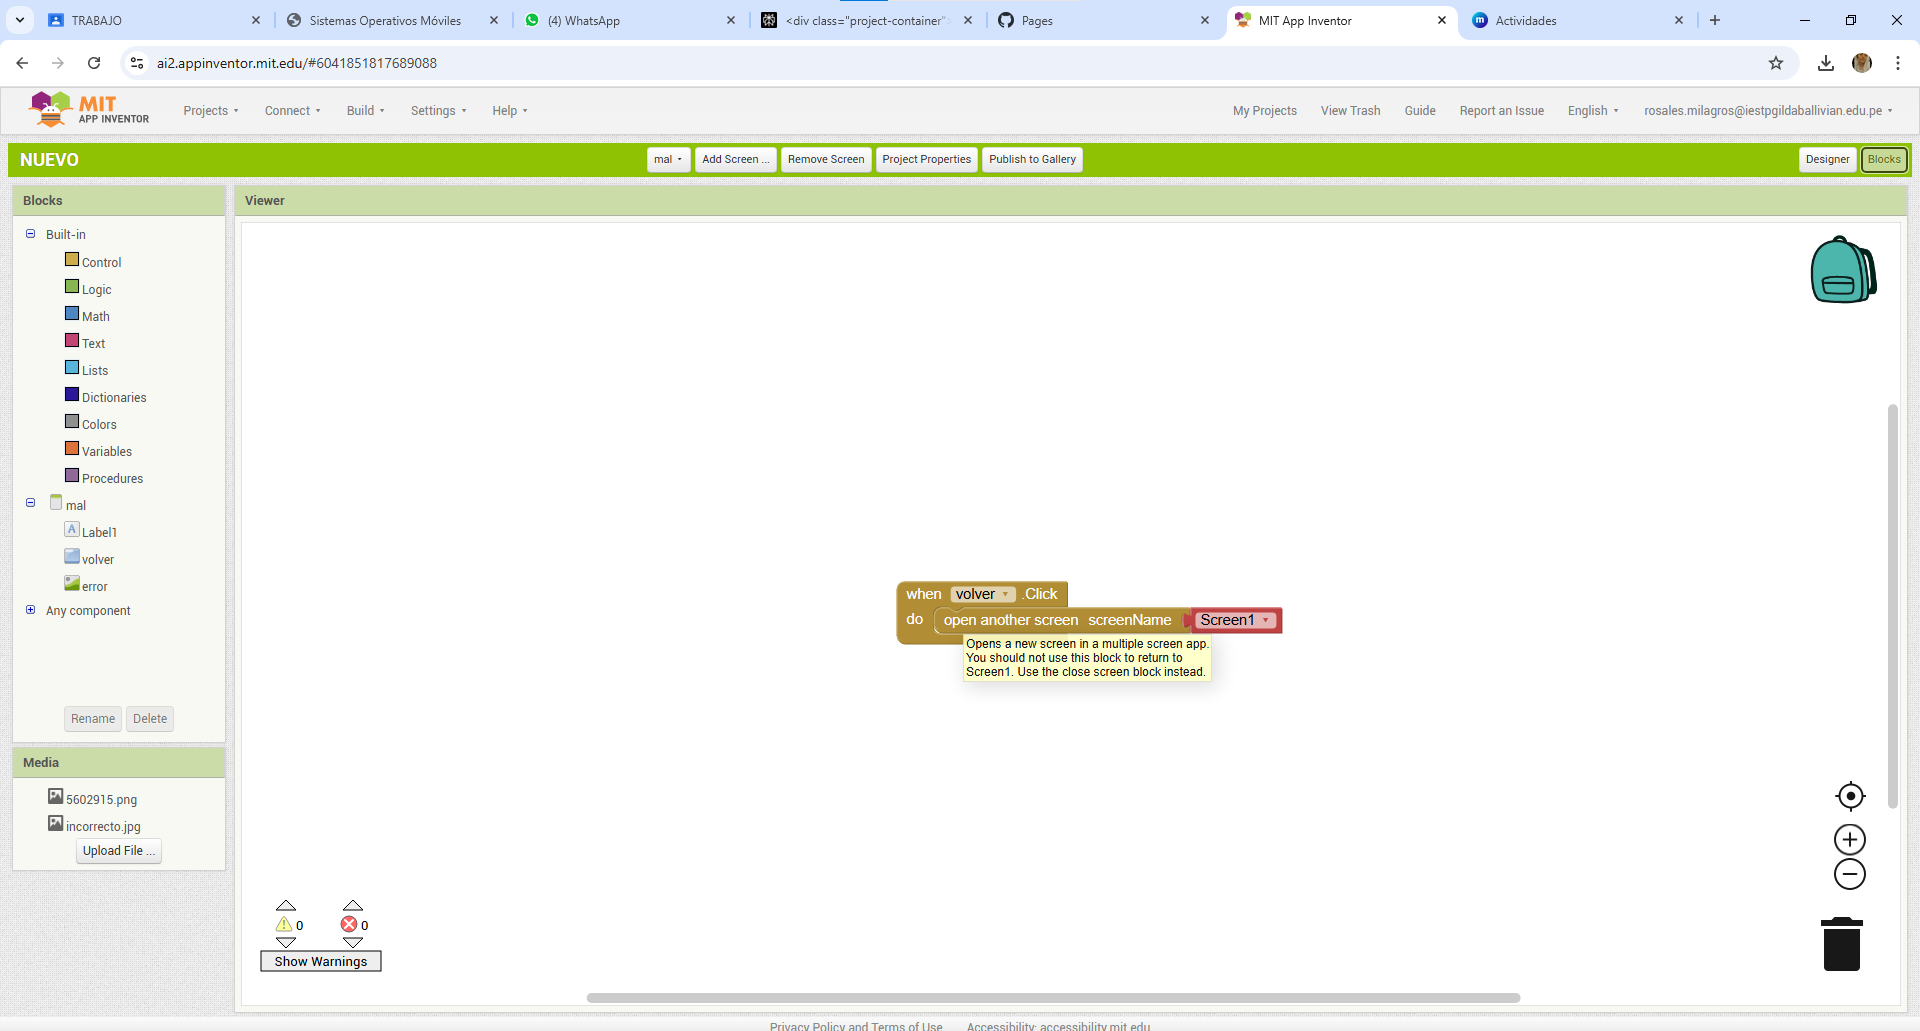 TRABAJO
Sistemas Operativos Móviles
(4) WhatsApp
<div class="project-container"
Pages
MIT App Inventor
Actividades
ai2.appinventor.mit.edu/#6041851817689088
MIT
APP INVENTOR
Projects
Connect
Build
Settings
Help
My Projects
View Trash
Guide
Report an Issue
English
rosales.milagros@iestpgildaballivian.edu.pe
NUEVO
mal
Add Screen ...
Remove Screen
Project Properties
Publish to Gallery
Designer
Blocks
Blocks
Viewer
Built-in
Control
Logic
Math
Text
Lists
Dictionaries
Colors
Variables
Procedures
mal
A Label1
volver
error
Any component
Rename
Delete
Media
5602915.png
incorrecto.jpg
Upload File ...
when volver .Click
do open another screen screenName Screen1
Opens a new screen in a multiple screen app.
You should not use this block to return to
Screen1. Use the close screen block instead.
0
0
Show Warnings
Privacy Policy and Terms of Use
Accessibility: accessibility.mit.edu